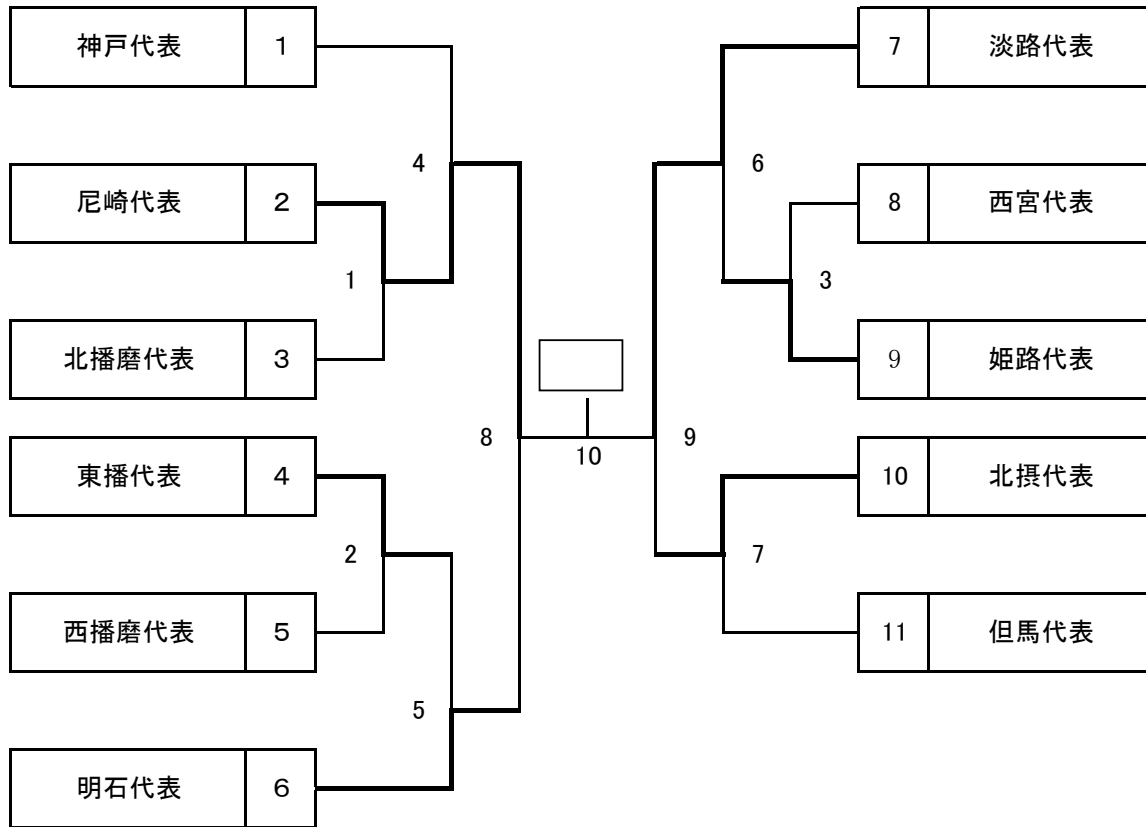 神戸代表 1
7 淡路代表
4
6
尼崎代表 2
8 西宮代表
1
3
北播磨代表 3
9 姫路代表
8
9
10
東播代表 4
10 北摂代表
2
7
西播磨代表 5
11 但馬代表
5
明石代表 6